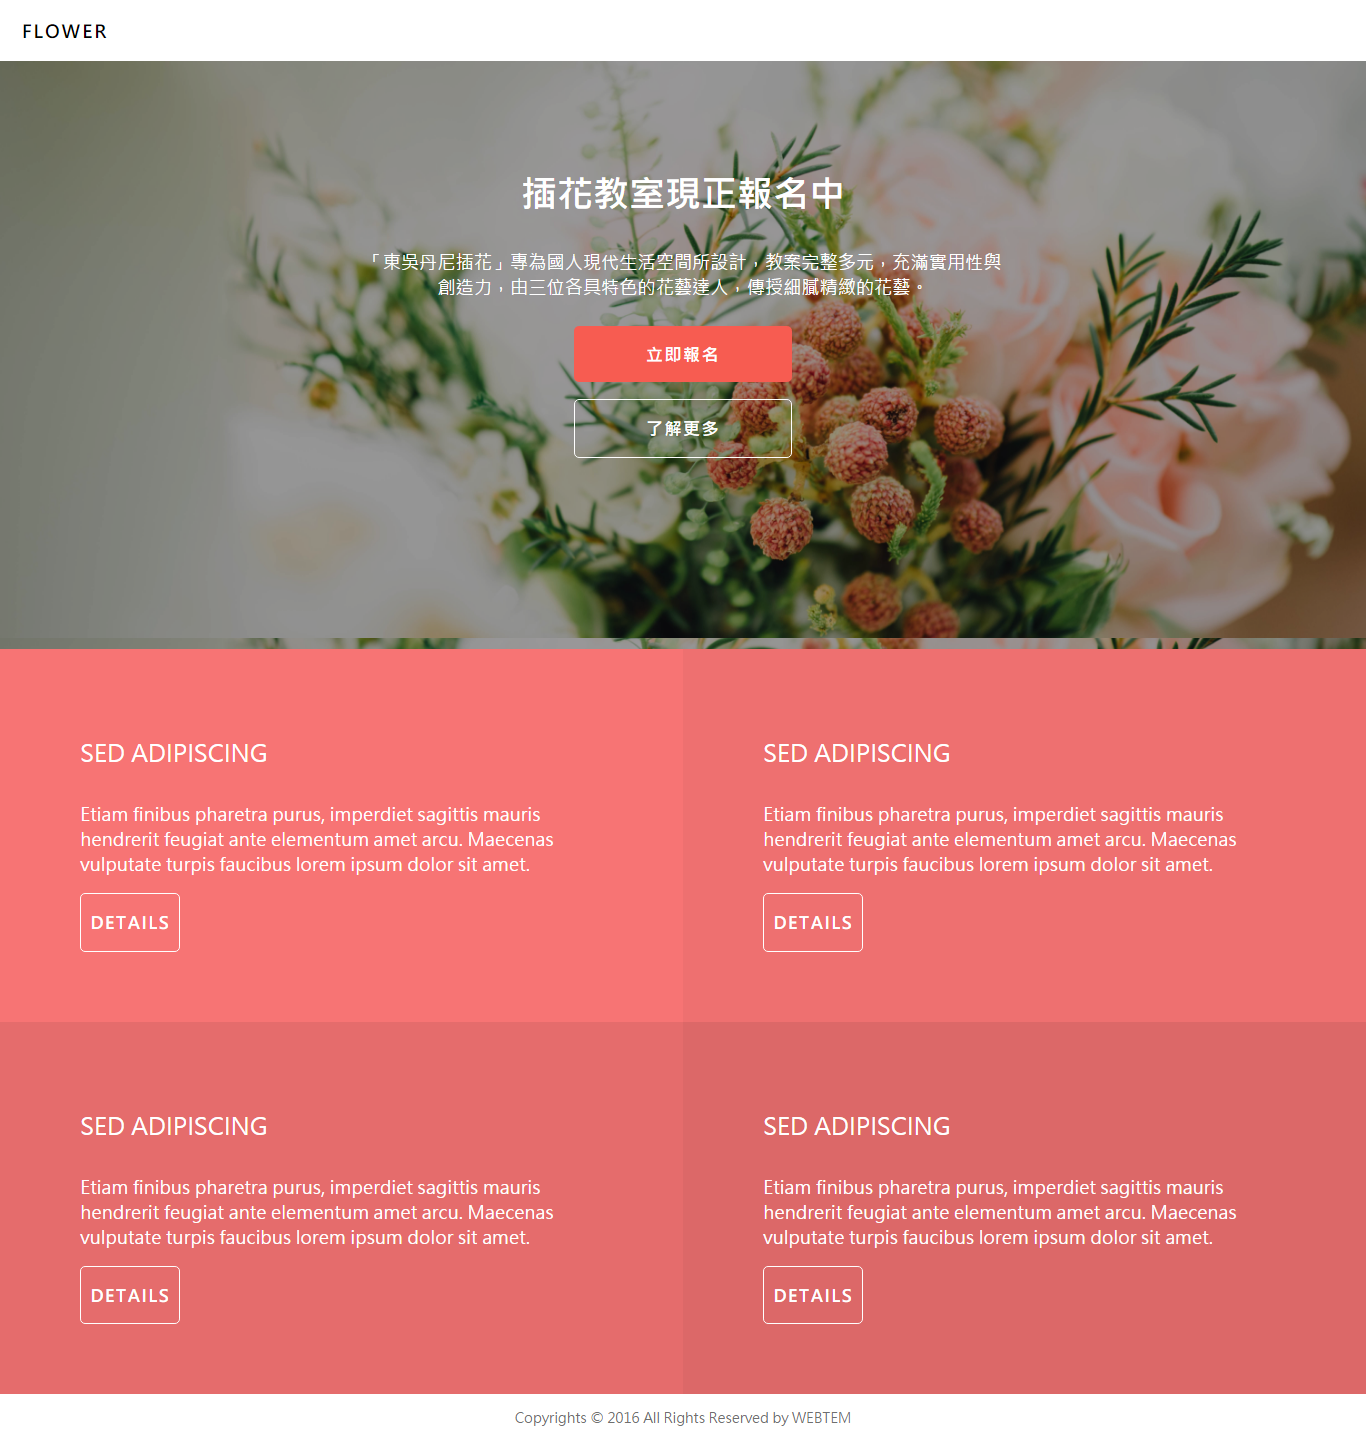 FLOWER
插花教室現正報名中
「東吳丹尼插花」專為國人現代生活空間所設計，教案完整多元，充滿實用性與
創造力，由三位各具特色的花藝達人，傳授細膩精緻的花藝。
立即報名
了解更多
SED ADIPISCING
Etiam finibus pharetra purus, imperdiet sagittis mauris
hendrerit feugiat ante elementum amet arcu. Maecenas
vulputate turpis faucibus lorem ipsum dolor sit amet.
DETAILS
SED ADIPISCING
Etiam finibus pharetra purus, imperdiet sagittis mauris
hendrerit feugiat ante elementum amet arcu. Maecenas
vulputate turpis faucibus lorem ipsum dolor sit amet.
DETAILS
SED ADIPISCING
Etiam finibus pharetra purus, imperdiet sagittis mauris
hendrerit feugiat ante elementum amet arcu. Maecenas
vulputate turpis faucibus lorem ipsum dolor sit amet.
DETAILS
SED ADIPISCING
Etiam finibus pharetra purus, imperdiet sagittis mauris
hendrerit feugiat ante elementum amet arcu. Maecenas
vulputate turpis faucibus lorem ipsum dolor sit amet.
DETAILS
Copyrights © 2016 All Rights Reserved by WEBTEM